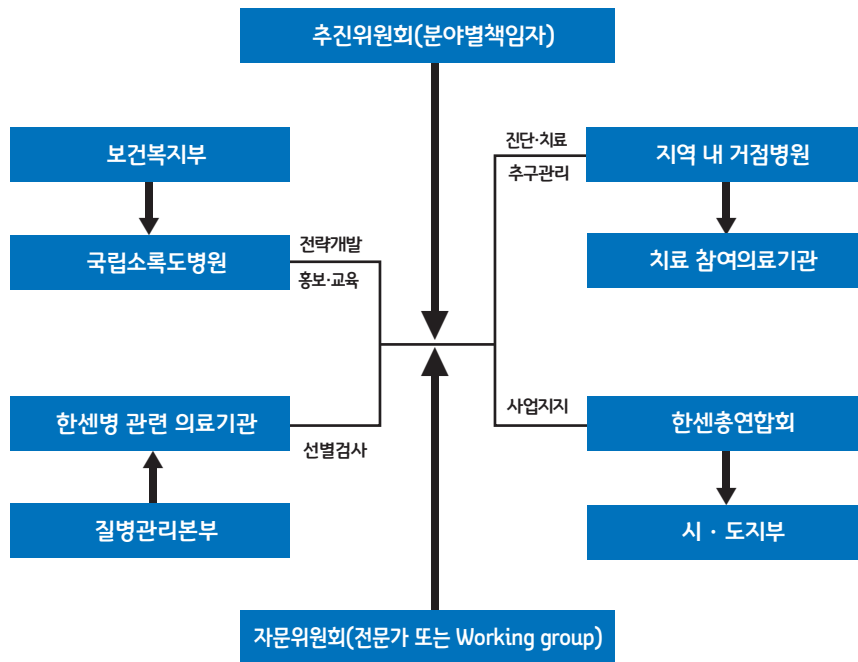 추진위원회(분야별책임자)
보건복지부
국립소록도병원
전략개발
홍보·교육
한센병 관련 의료기관
선별검사
질병관리본부
진단·치료
추구관리
지역 내 거점병원
치료 참여의료기관
사업지지
한센총연합회
시 · 도지부
자문위원회(전문가 또는 Working group)